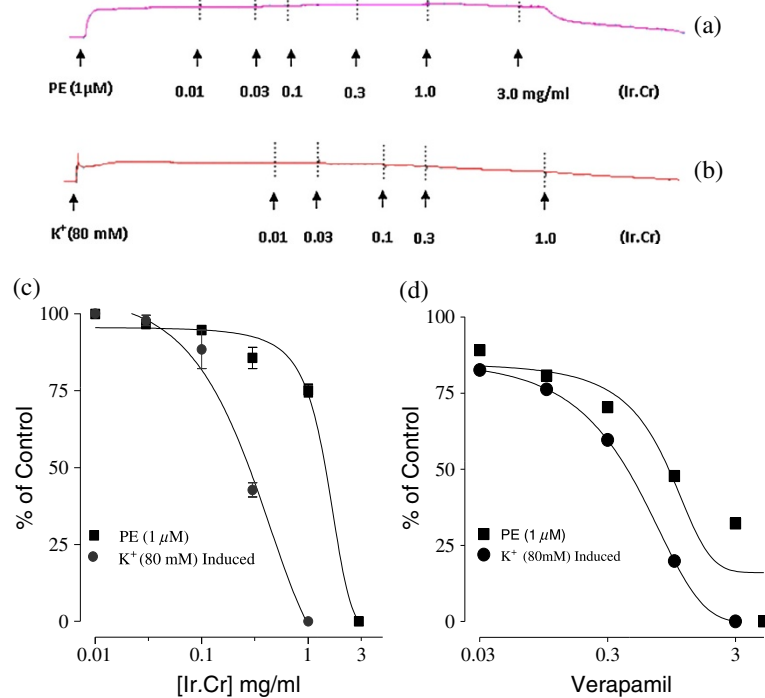 (a)
PE (1µM) 0.01 0.03 0.1 0.3 1.0 3.0 mg/ml (Ir.Cr)
(b)
K⁺(80 mM) 0.01 0.03 0.1 0.3 1.0 (Ir.Cr)
(c)
% of Control
100
75
50
25
0
PE (1 µM)
K⁺ (80 mM) Induced
0.01 0.1 1 3
[Ir.Cr] mg/ml
(d)
% of Control
100
75
50
25
0
PE (1 µM)
K⁺ (80mM) Induced
0.03 0.3 3
Verapamil